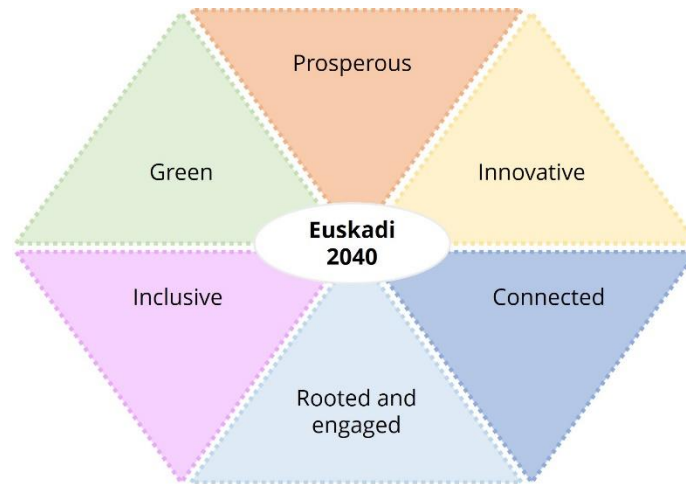 Prosperous
Green
Innovative
Euskadi
2040
Inclusive
Connected
Rooted and
engaged